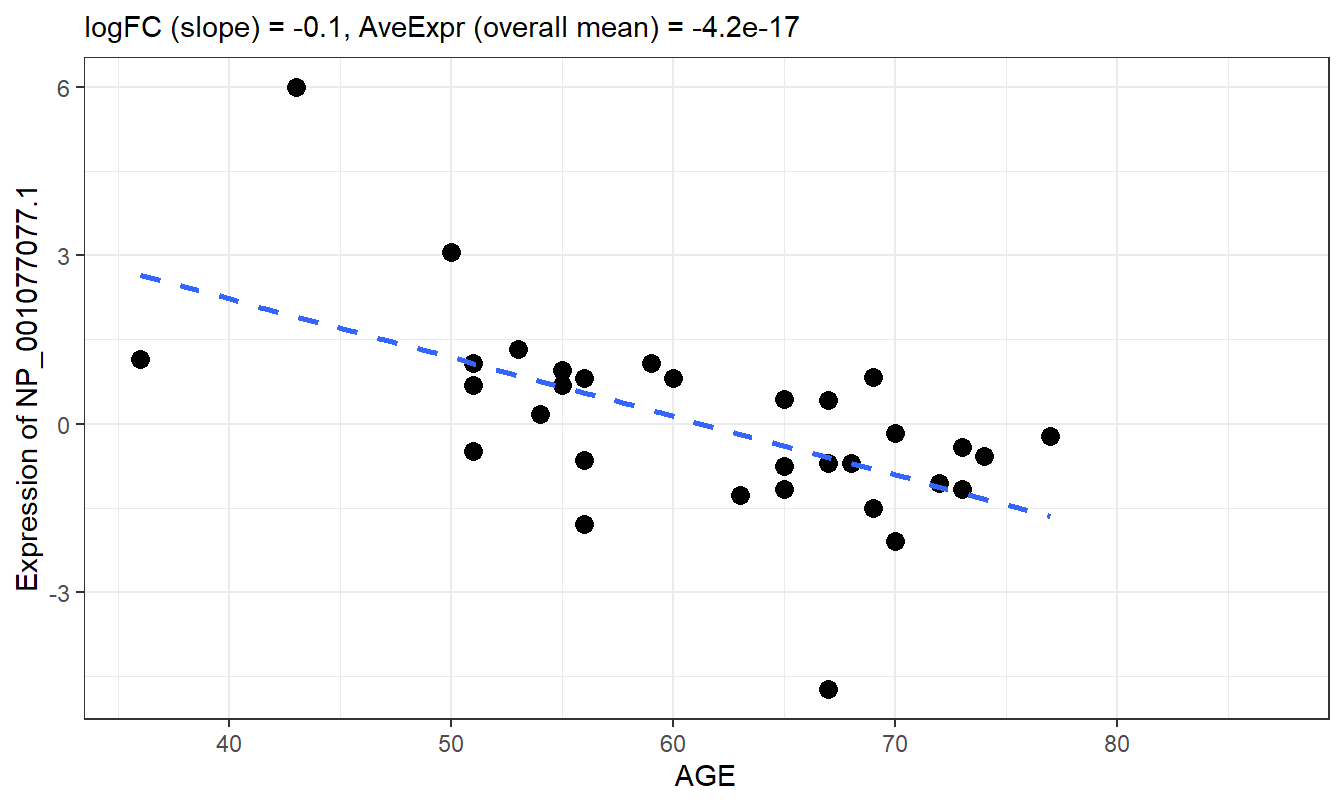 logFC (slope) = -0.1, AveExpr (overall mean) = -4.2e-17
Expression of NP_001077077.1
6
3
0
-3
40 50 60 70 80
AGE